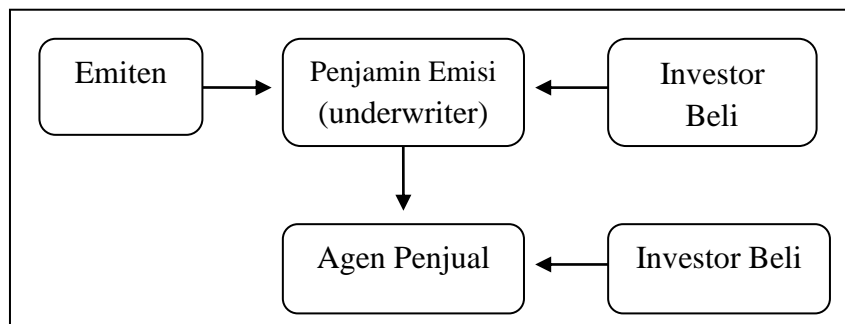 Emiten
Penjamin Emisi
(underwriter)
Investor
Beli
Agen Penjual
Investor Beli